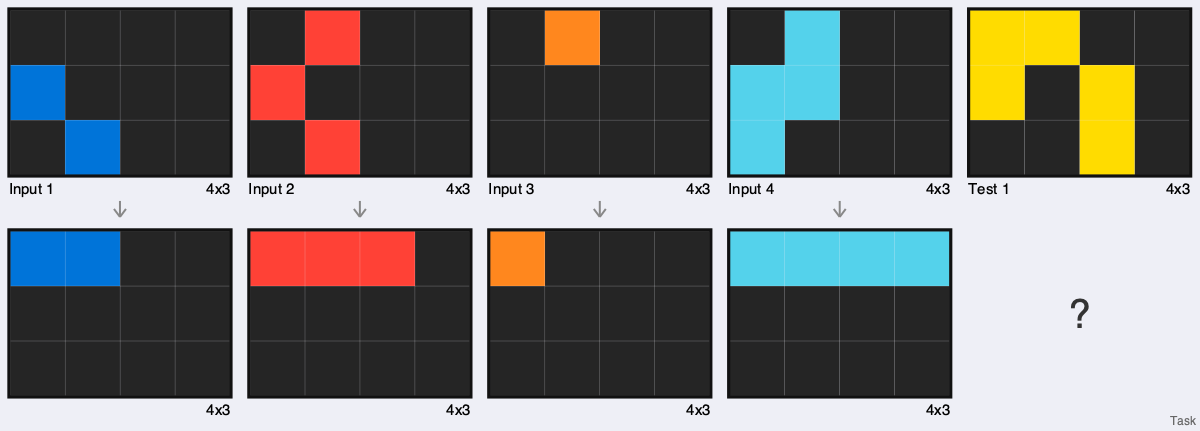 Input 1 4x3
Input 2 4x3
Input 3 4x3
Input 4 4x3
Test 1 4x3
4x3
4x3
4x3
4x3
?
Task